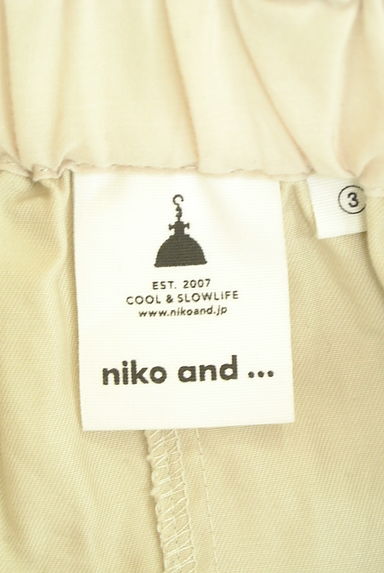 ③
EST. 2007
COOL & SLOWLIFE
www.nikoand.jp
niko and ...